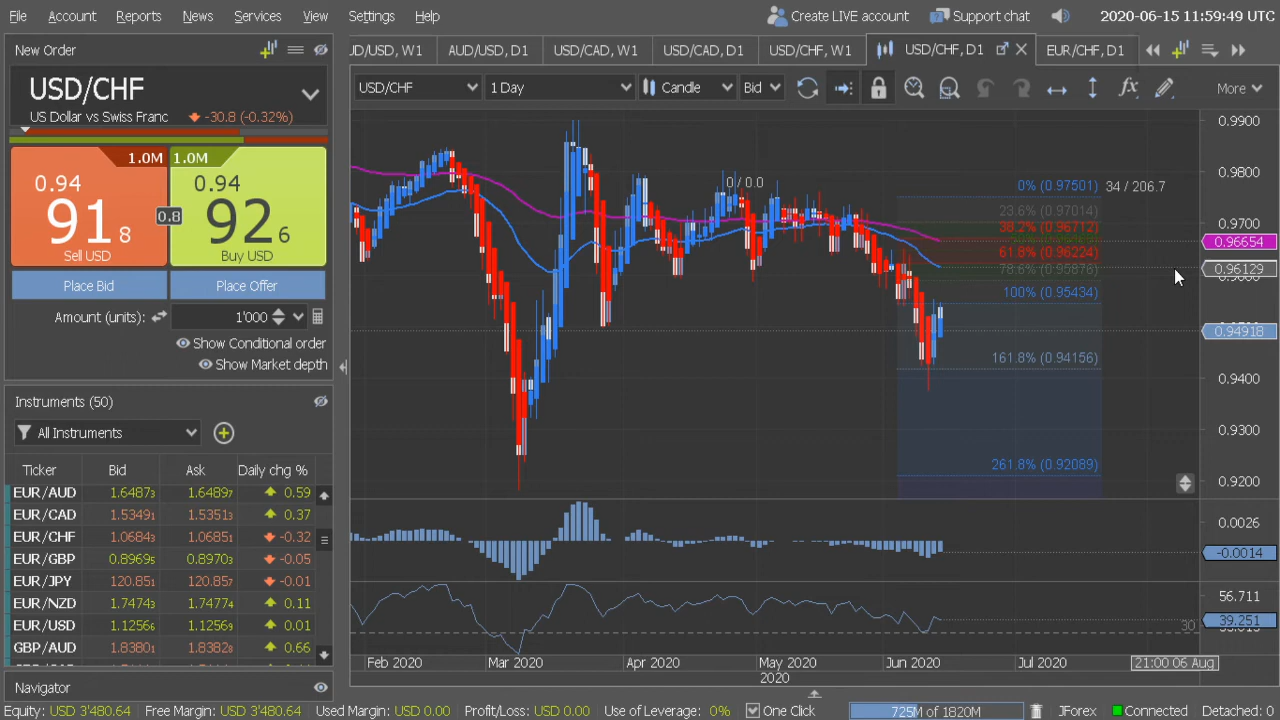 File Account Reports News Services View Settings Help Create LIVE account Support chat 2020-06-15 11:59:49 UTC
New Order
JD/USD, W1 AUD/USD, D1 USD/CAD, W1 USD/CAD, D1 USD/CHF, W1 USD/CHF, D1 EUR/CHF, D1
USD/CHF
US Dollar vs Swiss Franc -30.8 (-0.32%)
USD/CHF 1 Day Candle Bid More
1.0M 1.0M
0.94 0.94
91 8 0.8 92 6
Sell USD Buy USD
Place Bid Place Offer
Amount (units): 1'000
Show Conditional order
Show Market depth
Instruments (50)
All Instruments
Ticker Bid Ask Daily chg %
EUR/AUD 1.64873 1.64897 0.59
EUR/CAD 1.53491 1.53513 0.37
EUR/CHF 1.06843 1.06851 -0.32
EUR/GBP 0.89695 0.89703 -0.05
EUR/JPY 120.851 120.857 -0.01
EUR/NZD 1.74743 1.74774 0.11
EUR/USD 1.12566 1.12569 0.01
GBP/AUD 1.83801 1.83828 0.66
Navigator
0.9900
0.9800
0.9700
0.96654
0.96129
0.9600
0.94918
0.9400
0.9300
0.9200
0 / 0.0
0% (0.97501) 34 / 206.7
23.6% (0.97014)
38.2% (0.96712)
61.8% (0.96224)
78.6% (0.95876)
100% (0.95434)
161.8% (0.94156)
261.8% (0.92089)
0.0026
-0.0014
56.711
39.251
30
Feb 2020 Mar 2020 Apr 2020 May 2020 Jun 2020 Jul 2020 21:00 06 Aug
2020
Equity: USD 3'480.64 Free Margin: USD 3'480.64 Used Margin: USD 0.00 Profit/Loss: USD 0.00 Use of Leverage: 0% One Click 725M of 1820M JForex Connected Detached: 0